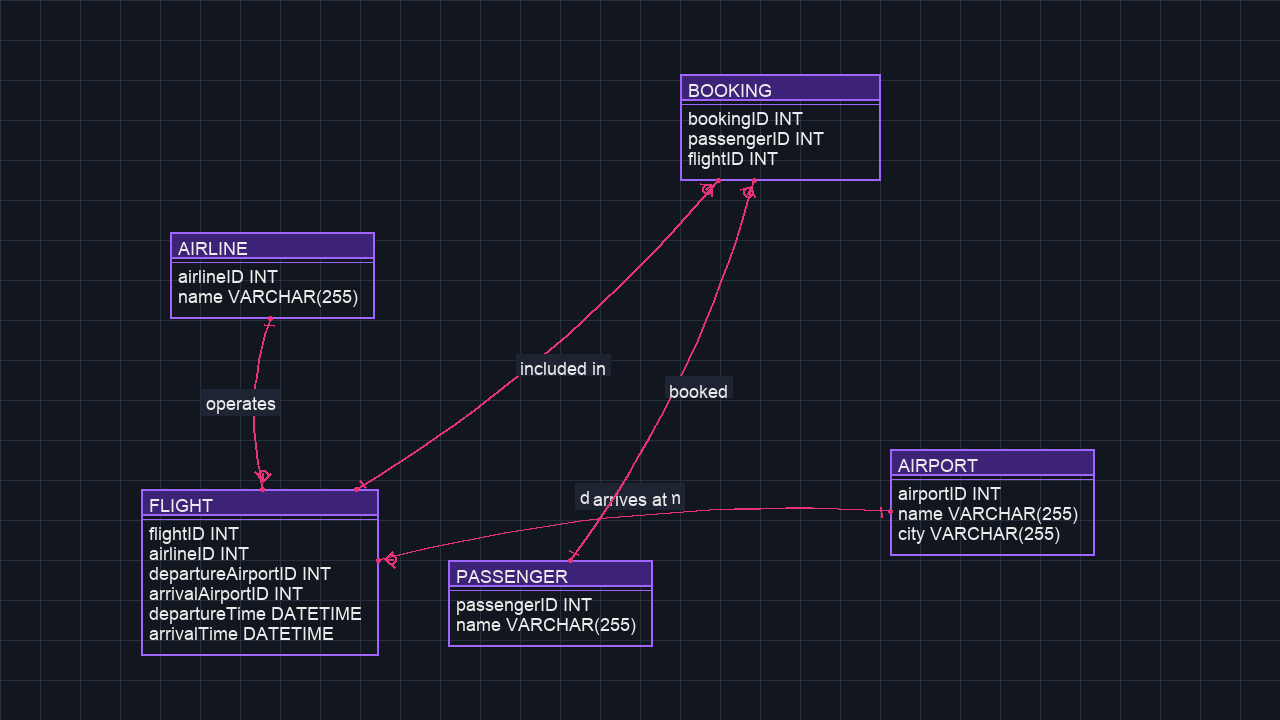 BOOKING
bookingID INT
passengerID INT
flightID INT
AIRLINE
airlineID INT
name VARCHAR(255)
included in
booked
operates
AIRPORT
airportID INT
name VARCHAR(255)
city VARCHAR(255)
arrives at
FLIGHT
flightID INT
airlineID INT
departureAirportID INT
arrivalAirportID INT
departureTime DATETIME
arrivalTime DATETIME
PASSENGER
passengerID INT
name VARCHAR(255)